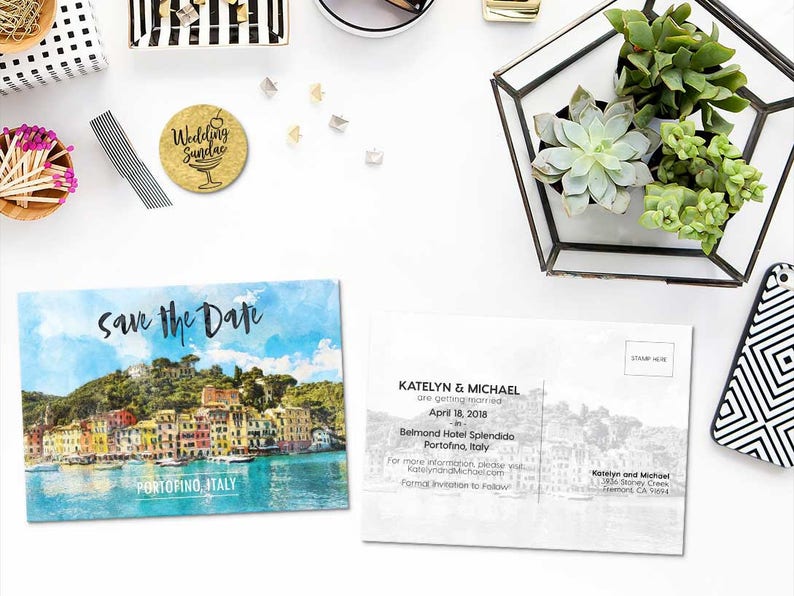 Wedding
Sundae
Save the Date
PORTOFINO, ITALY
STAMP HERE
KATELYN & MICHAEL
are getting married
April 18, 2018
- in -
Belmond Hotel Splendido
Portofino, Italy
For more information, please visit:
KatelynandMichael.com
Formal Invitation to Follow
Katelyn and Michael
3936 Stoney Creek
Fremont, CA 91694